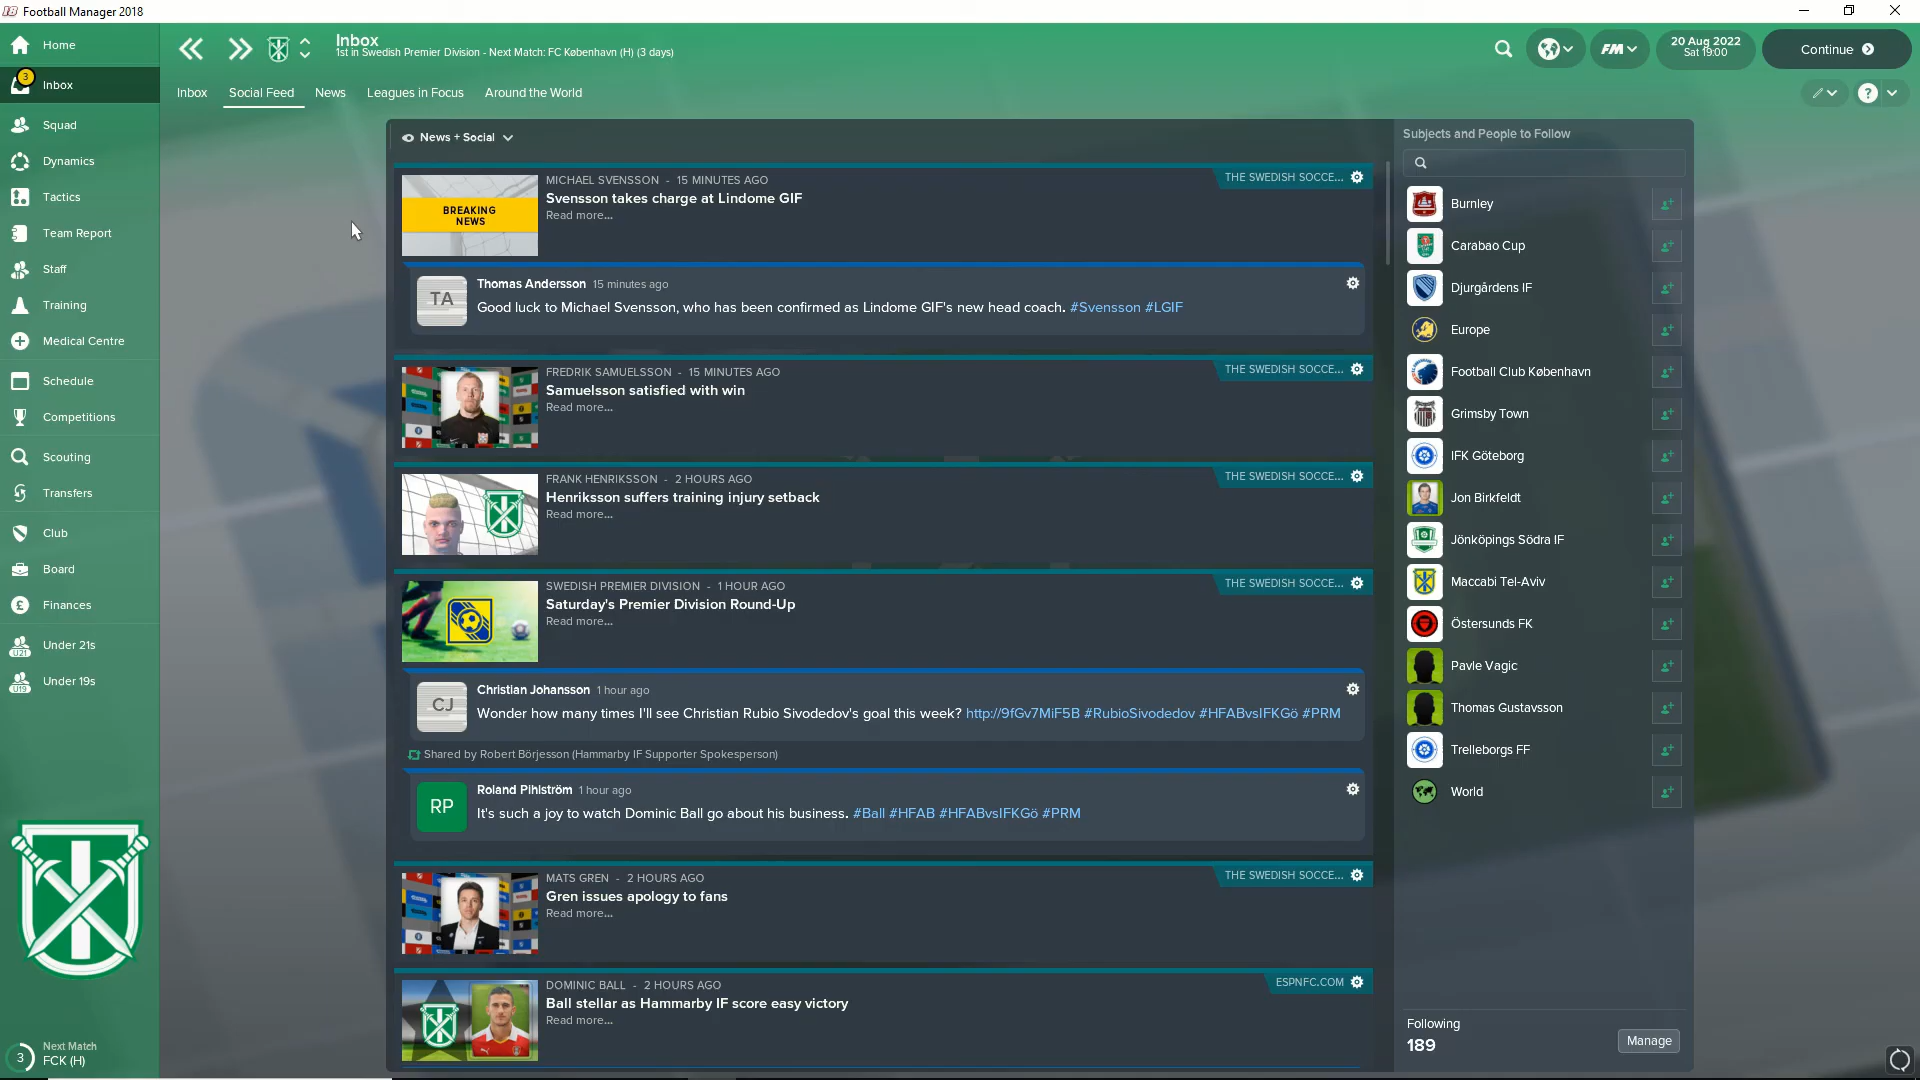 Football Manager 2018
Home
3
Inbox
Squad
Dynamics
Tactics
Team Report
Staff
Training
Medical Centre
Schedule
Competitions
Scouting
Transfers
Club
Board
Finances
U21
Under 21s
U19
Under 19s
3
Next Match
FCK (H)
Inbox
1st in Swedish Premier Division - Next Match: FC København (H) (3 days)
FM
20 Aug 2022
Sat 19:00
Continue
Inbox
Social Feed
News
Leagues in Focus
Around the World
?
News + Social
BREAKING
NEWS
MICHAEL SVENSSON - 15 MINUTES AGO
THE SWEDISH SOCCE...
Svensson takes charge at Lindome GIF
Read more...
TA
Thomas Andersson 15 minutes ago
Good luck to Michael Svensson, who has been confirmed as Lindome GIF's new head coach. #Svensson #LGIF
FREDRIK SAMUELSSON - 15 MINUTES AGO
THE SWEDISH SOCCE...
Samuelsson satisfied with win
Read more...
FRANK HENRIKSSON - 2 HOURS AGO
THE SWEDISH SOCCE...
Henriksson suffers training injury setback
Read more...
SWEDISH PREMIER DIVISION - 1 HOUR AGO
THE SWEDISH SOCCE...
Saturday's Premier Division Round-Up
Read more...
CJ
Christian Johansson 1 hour ago
Wonder how many times I'll see Christian Rubio Sivodedov's goal this week? http://9fGv7MiF5B #RubioSivodedov #HFABvsIFKGö #PRM
Shared by Robert Börjesson (Hammarby IF Supporter Spokesperson)
RP
Roland Pihlström 1 hour ago
It's such a joy to watch Dominic Ball go about his business. #Ball #HFAB #HFABvsIFKGö #PRM
MATS GREN - 2 HOURS AGO
THE SWEDISH SOCCE...
Gren issues apology to fans
Read more...
DOMINIC BALL - 2 HOURS AGO
ESPNFC.COM
Ball stellar as Hammarby IF score easy victory
Read more...
Subjects and People to Follow
Burnley
Carabao Cup
Djurgårdens IF
Europe
Football Club København
Grimsby Town
IFK Göteborg
Jon Birkfeldt
Jönköpings Södra IF
Maccabi Tel-Aviv
Östersunds FK
Pavle Vagic
Thomas Gustavsson
Trelleborgs FF
World
Following
189
Manage